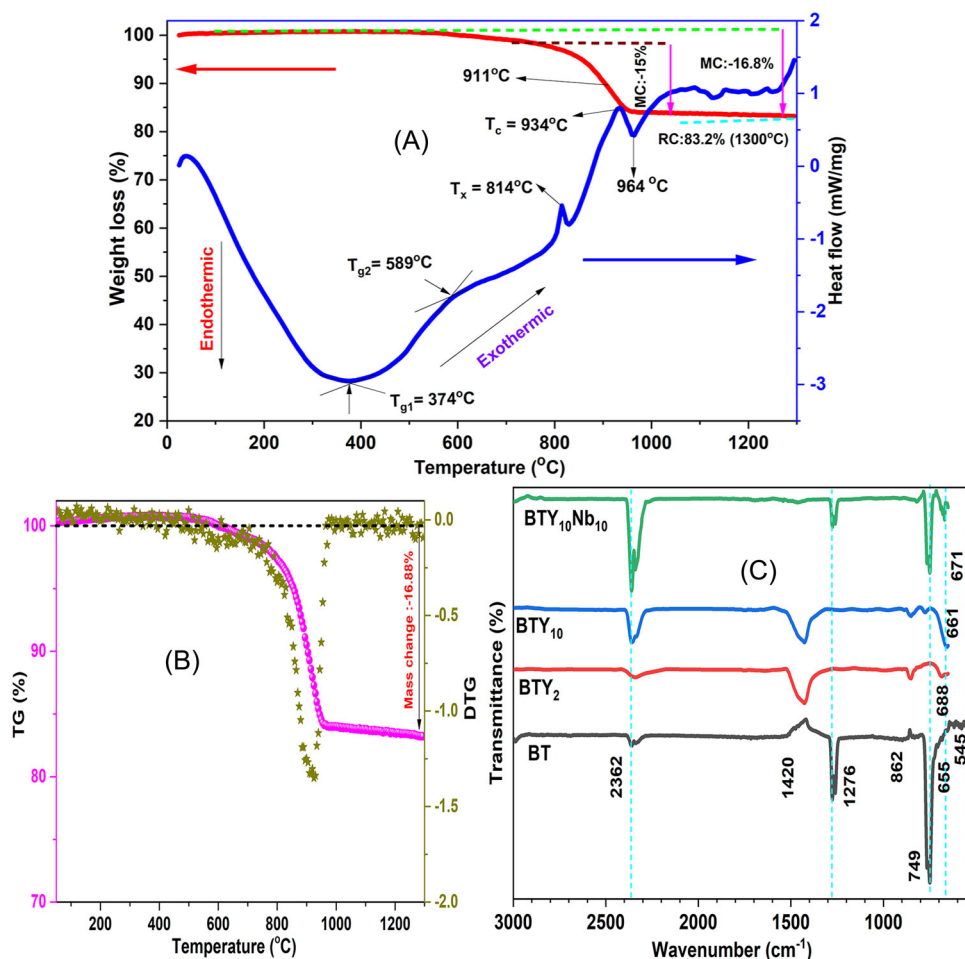 (A)
Weight loss (%)
100
90
80
70
60
50
40
30
20
0
200
400
600
800
1000
1200
Temperature (°C)
2
1
0
-1
-2
-3
Heat flow (mW/mg)
911°C
MC:-15%
MC:-16.8%
T_c = 934°C
RC:83.2% (1300°C)
T_x = 814°C
964 °C
T_g2 = 589°C
Endothermic
Exothermic
T_g1 = 374°C
(B)
TG (%)
100
90
80
70
200
400
600
800
1000
1200
Temperature (°C)
0.0
-0.5
-1.0
-1.5
-2.0
DTG
Mass change :-16.88%
(C)
Transmittance (%)
BTY₁₀Nb₁₀
671
BTY₁₀
661
BTY₂
688
BT
2362
1420
1276
862
749
655
545
3000
2500
2000
1500
1000
Wavenumber (cm⁻¹)